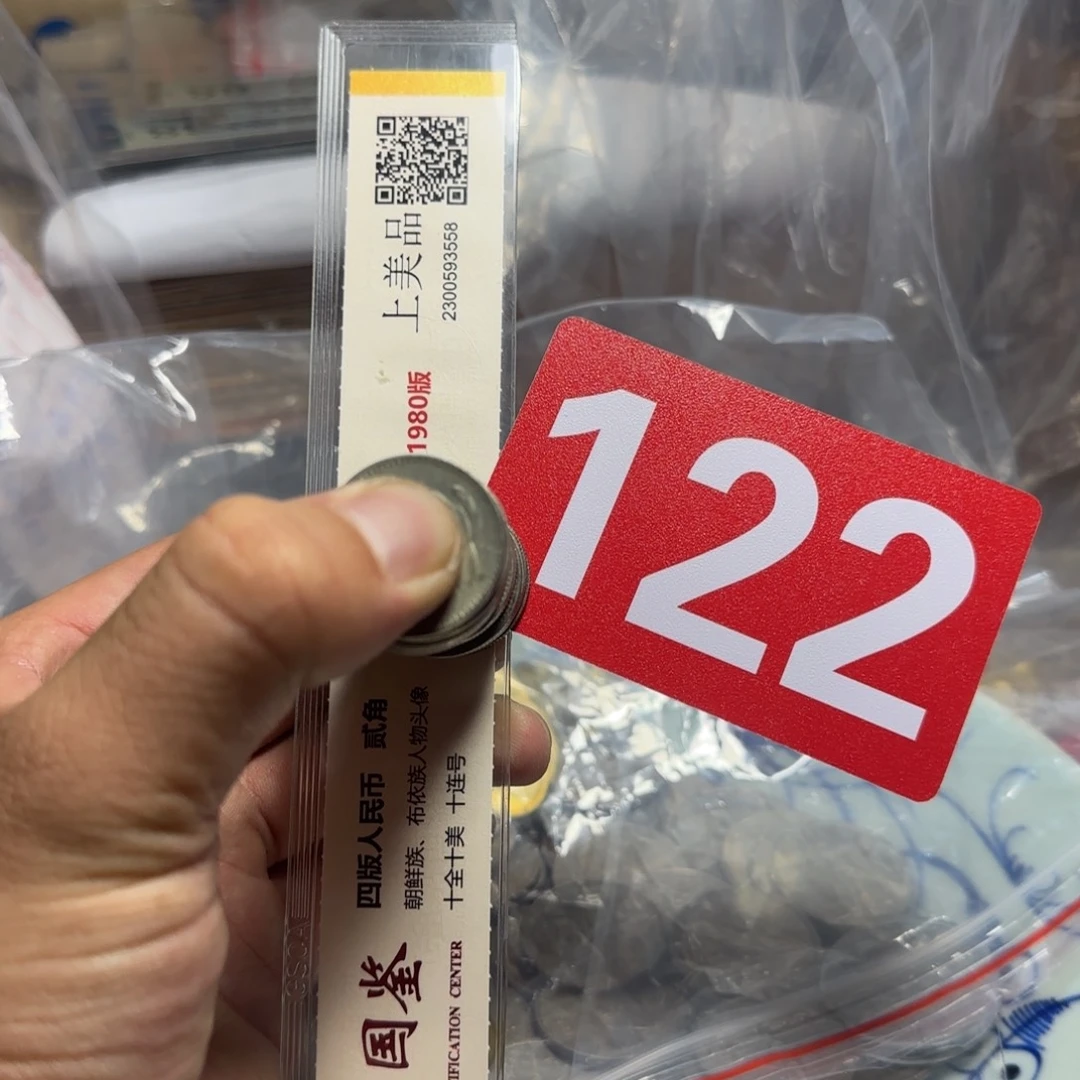 国鉴
IFICATION CENTER
四版人民币 贰角
朝鲜族、布依族人物头像
十全十美 十连号
1980版
上美品
2300593558
GSCA
122